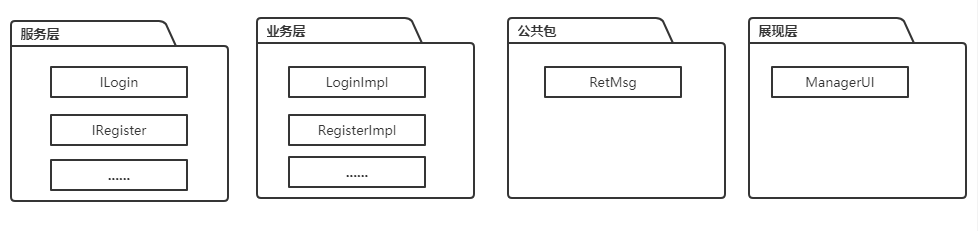 服务层
ILogin
IRegister
......
业务层
LoginImpl
RegisterImpl
......
公共包
RetMsg
展现层
ManagerUI